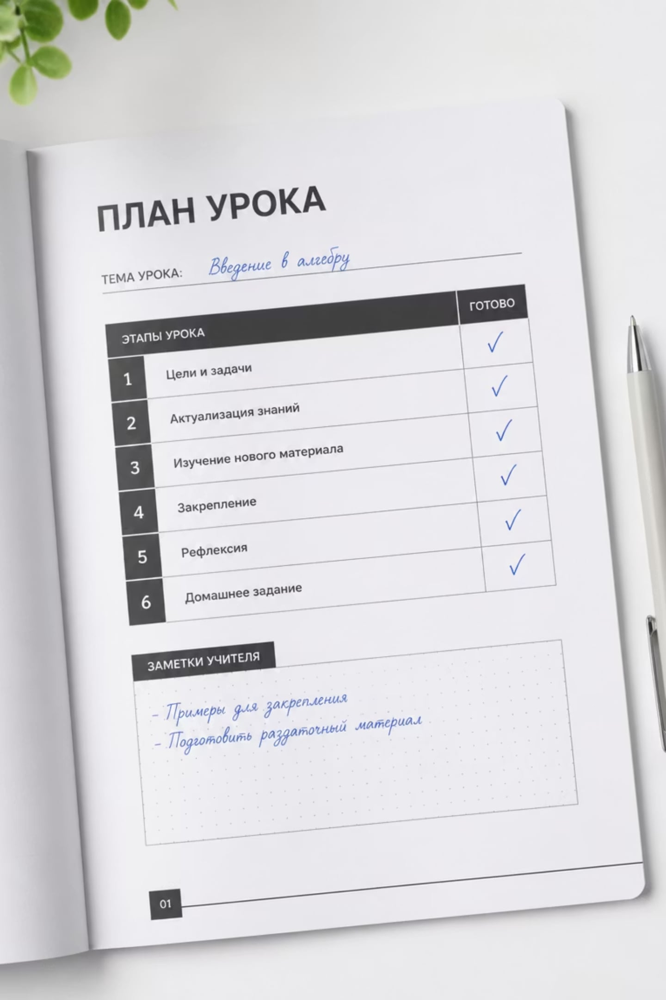 ПЛАН УРОКА
ТЕМА УРОКА: Введение в алгебру
ЭТАПЫ УРОКА ГОТОВО
1 Цели и задачи ✓
2 Актуализация знаний ✓
3 Изучение нового материала ✓
4 Закрепление ✓
5 Рефлексия ✓
6 Домашнее задание ✓
ЗАМЕТКИ УЧИТЕЛЯ
- Примеры для закрепления
- Подготовить раздаточный материал
01